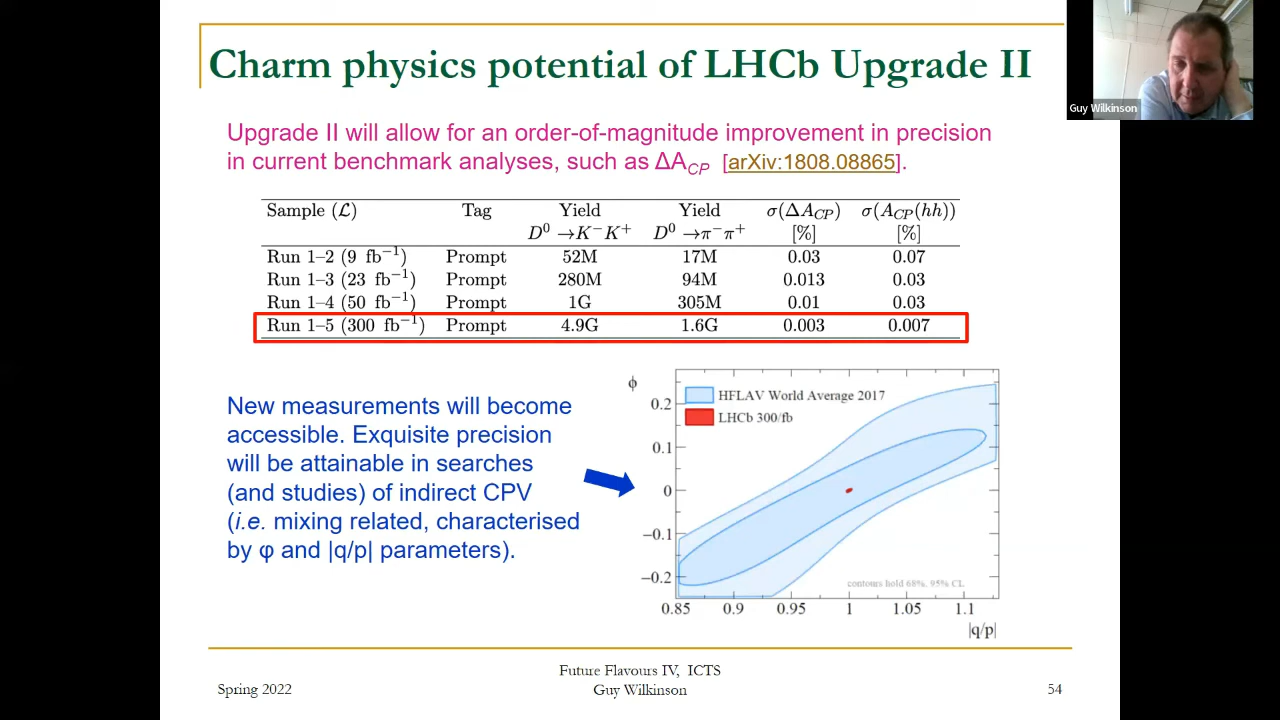 Charm physics potential of LHCb Upgrade II
Guy Wilkinson
Upgrade II will allow for an order-of-magnitude improvement in precision
in current benchmark analyses, such as ΔA_CP [arXiv:1808.08865].
Sample (ℒ) Tag Yield Yield σ(ΔA_CP) σ(A_CP(hh))
D⁰ →K⁻K⁺ D⁰ →π⁻π⁺ [%] [%]
Run 1–2 (9 fb⁻¹) Prompt 52M 17M 0.03 0.07
Run 1–3 (23 fb⁻¹) Prompt 280M 94M 0.013 0.03
Run 1–4 (50 fb⁻¹) Prompt 1G 305M 0.01 0.03
Run 1–5 (300 fb⁻¹) Prompt 4.9G 1.6G 0.003 0.007
New measurements will become
accessible. Exquisite precision
will be attainable in searches
(and studies) of indirect CPV
(i.e. mixing related, characterised
by φ and |q/p| parameters).
ϕ
HFLAV World Average 2017
LHCb 300/fb
0.2
0.1
0
−0.1
−0.2
contours hold 68%, 95% CL
0.85 0.9 0.95 1 1.05 1.1
|q/p|
Spring 2022
Future Flavours IV, ICTS
Guy Wilkinson
54